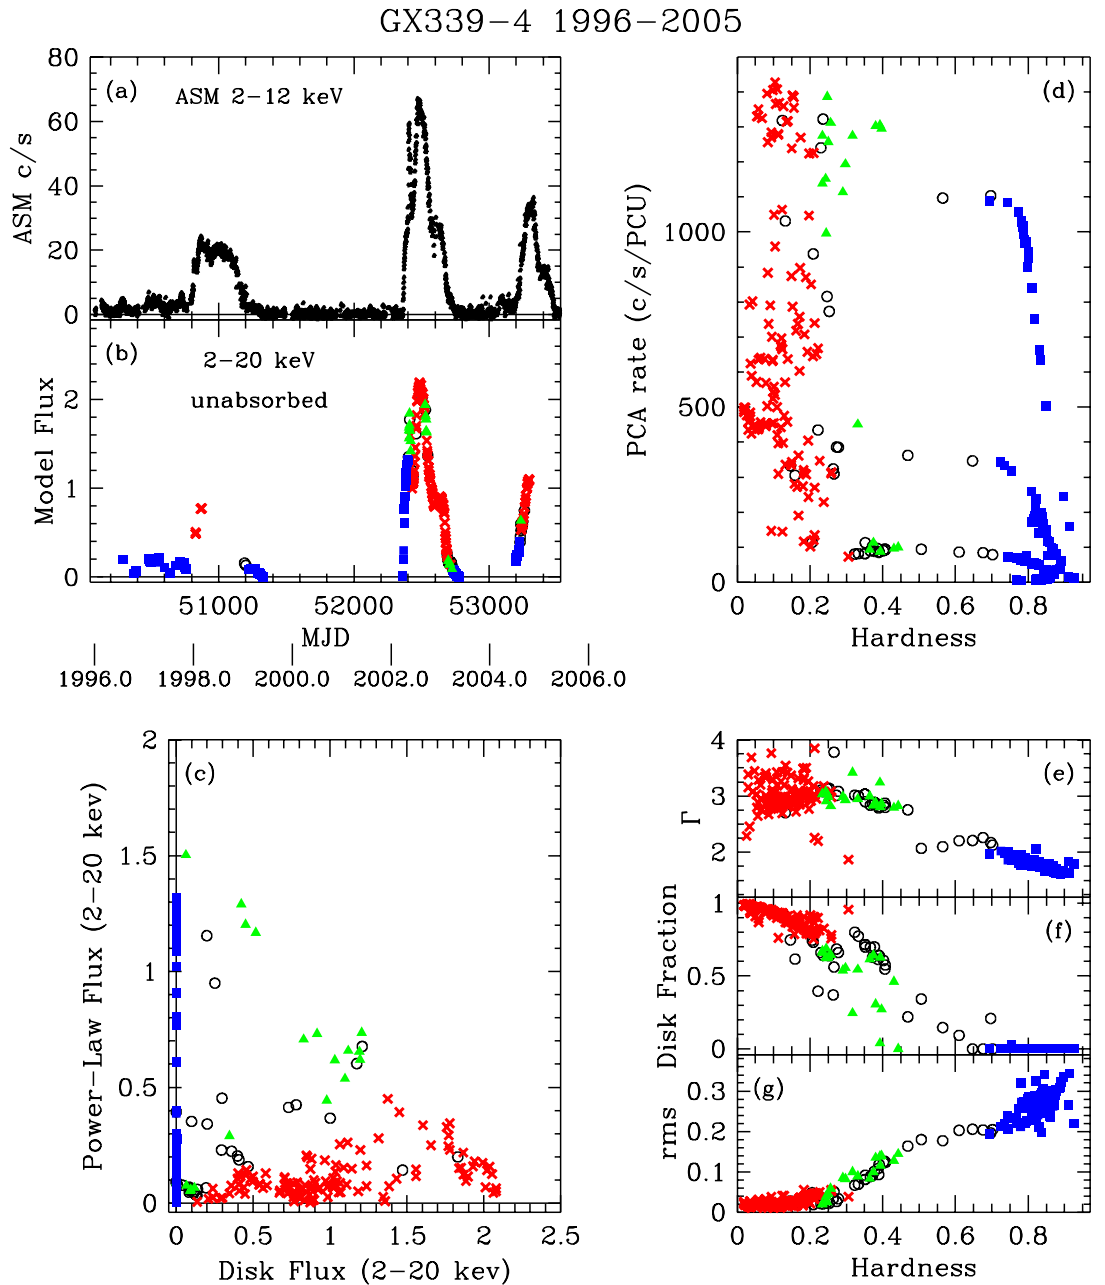 GX339-4 1996-2005
(a)
ASM 2-12 keV
ASM c/s
80
60
40
20
0
(b)
2-20 keV
unabsorbed
Model Flux
2
1
0
51000 52000 53000
MJD
1996.0 1998.0 2000.0 2002.0 2004.0 2006.0
(d)
PCA rate (c/s/PCU)
1000
500
0
0 0.2 0.4 0.6 0.8
Hardness
(c)
Power-Law Flux (2-20 kev)
2
1.5
1
0.5
0
0 0.5 1 1.5 2 2.5
Disk Flux (2-20 kev)
(e)
Γ
4
3
2
(f)
Disk Fraction
1
0.5
0
(g)
rms
0.3
0.2
0.1
0
0 0.2 0.4 0.6 0.8
Hardness